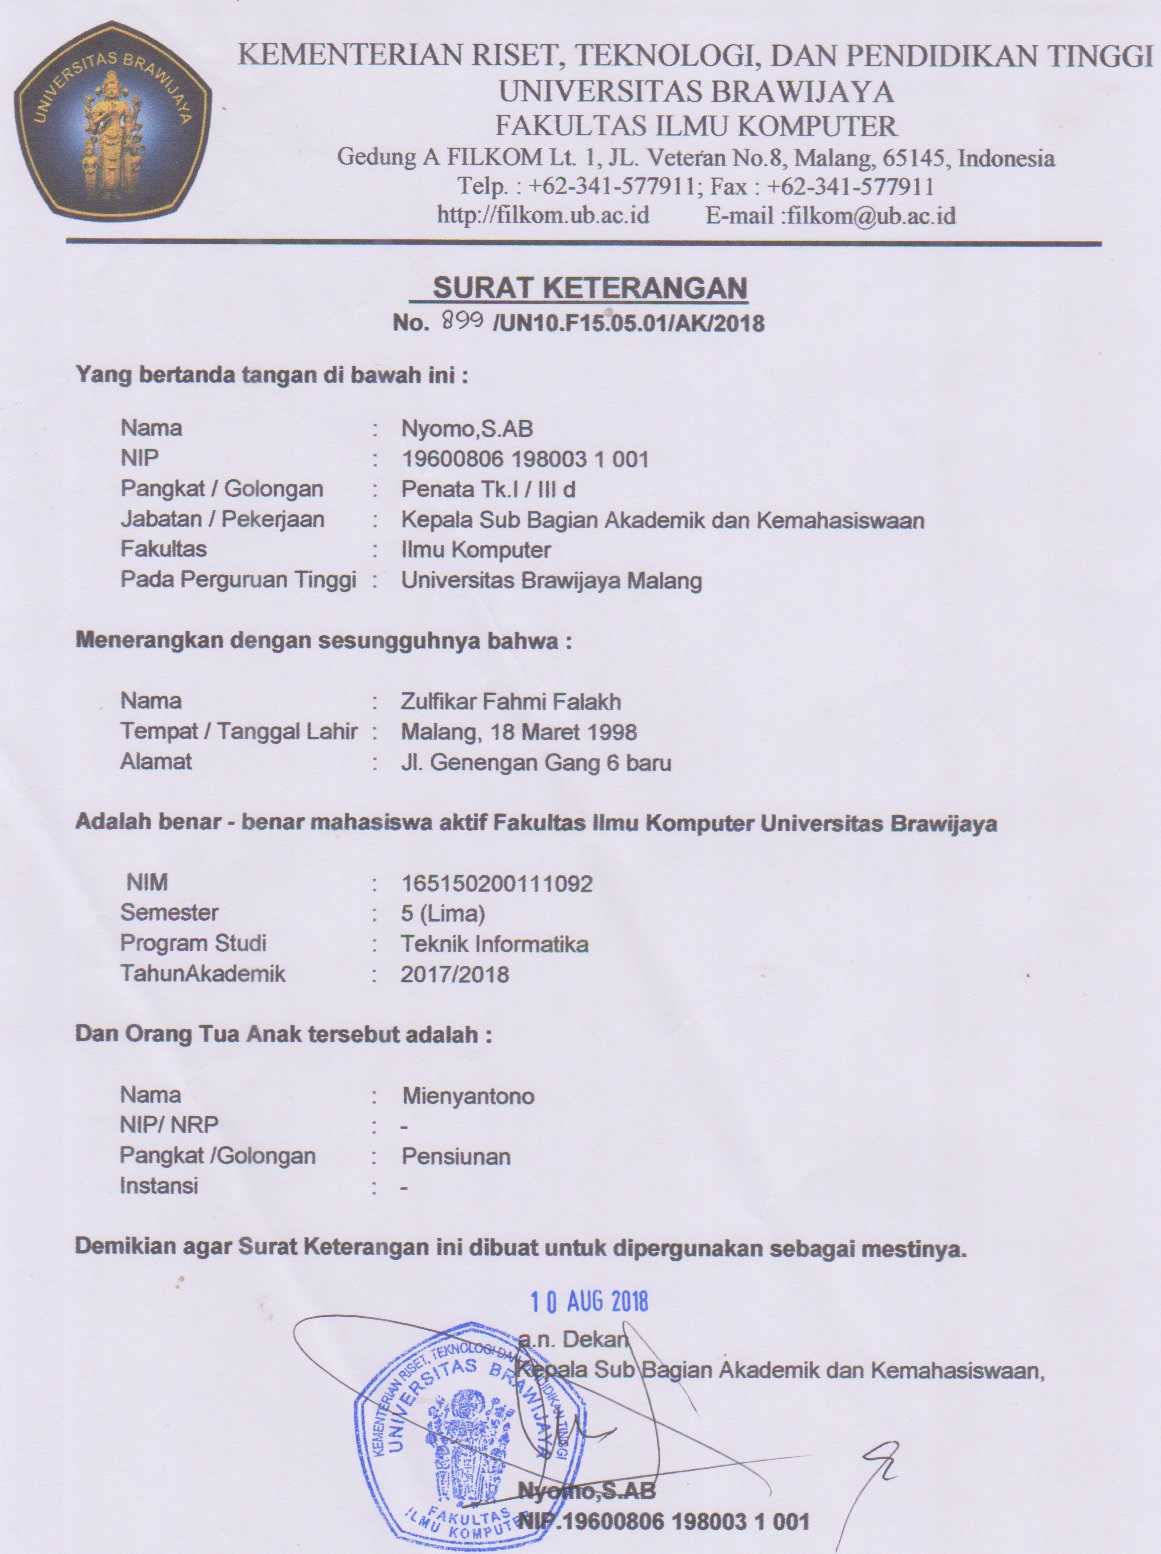 UNIVERSITAS BRAWIJAYA
KEMENTERIAN RISET, TEKNOLOGI, DAN PENDIDIKAN TINGGI
UNIVERSITAS BRAWIJAYA
FAKULTAS ILMU KOMPUTER
Gedung A FILKOM Lt. 1, JL. Veteran No.8, Malang, 65145, Indonesia
Telp. : +62-341-577911; Fax : +62-341-577911
http://filkom.ub.ac.id E-mail :filkom@ub.ac.id
SURAT KETERANGAN
No. 899 /UN10.F15.05.01/AK/2018
Yang bertanda tangan di bawah ini :
Nama : Nyomo,S.AB
NIP : 19600806 198003 1 001
Pangkat / Golongan : Penata Tk.I / III d
Jabatan / Pekerjaan : Kepala Sub Bagian Akademik dan Kemahasiswaan
Fakultas : Ilmu Komputer
Pada Perguruan Tinggi : Universitas Brawijaya Malang
Menerangkan dengan sesungguhnya bahwa :
Nama : Zulfikar Fahmi Falakh
Tempat / Tanggal Lahir : Malang, 18 Maret 1998
Alamat : Jl. Genengan Gang 6 baru
Adalah benar - benar mahasiswa aktif Fakultas Ilmu Komputer Universitas Brawijaya
NIM : 165150200111092
Semester : 5 (Lima)
Program Studi : Teknik Informatika
TahunAkademik : 2017/2018
Dan Orang Tua Anak tersebut adalah :
Nama : Mienyantono
NIP/ NRP : -
Pangkat /Golongan : Pensiunan
Instansi : -
Demikian agar Surat Keterangan ini dibuat untuk dipergunakan sebagai mestinya.
10 AUG 2018
a.n. Dekan
Kepala Sub Bagian Akademik dan Kemahasiswaan,
KEMENTERIAN RISET, TEKNOLOGI DAN PENDIDIKAN TINGGI
UNIVERSITAS BRAWIJAYA
FAKULTAS
ILMU KOMPUTER
Nyomo,S.AB
NIP.19600806 198003 1 001